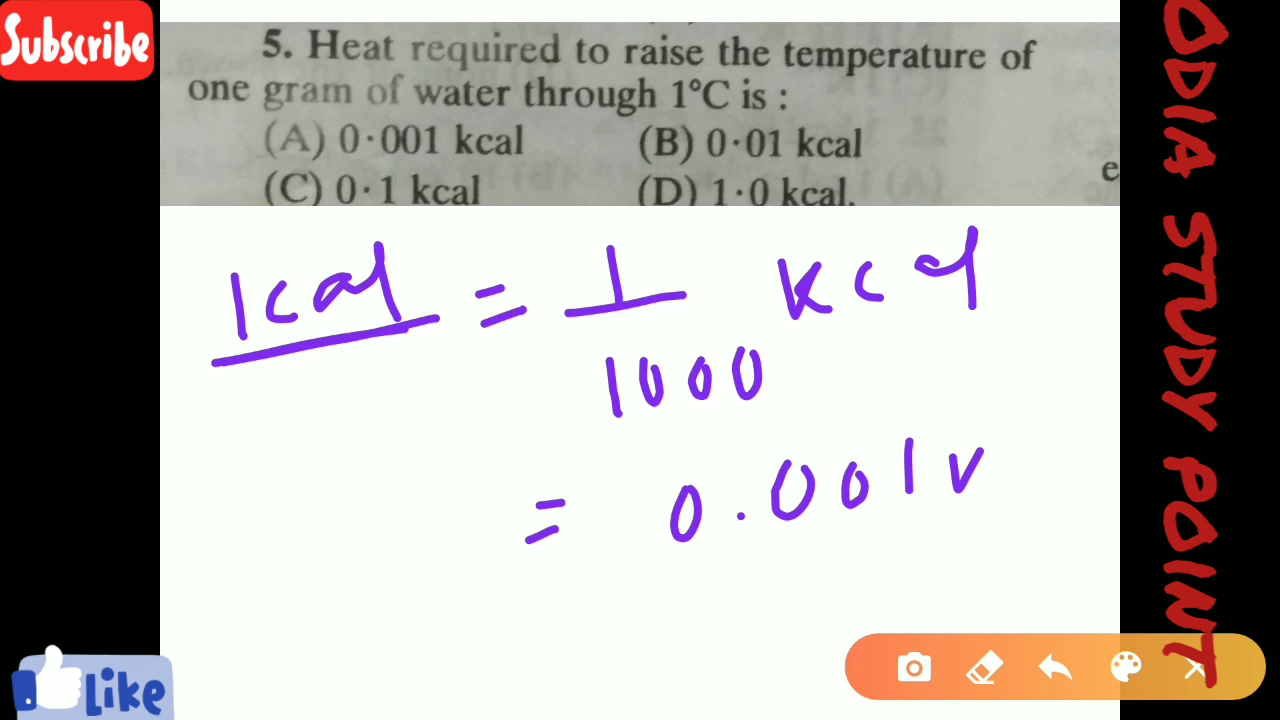 Subscribe
5. Heat required to raise the temperature of
one gram of water through 1°C is :
(A) 0·001 kcal (B) 0·01 kcal
(C) 0·1 kcal (D) 1·0 kcal.
e
1cal = 1/1000 kcal
= 0.001
Like
ODIA STUDY POINT